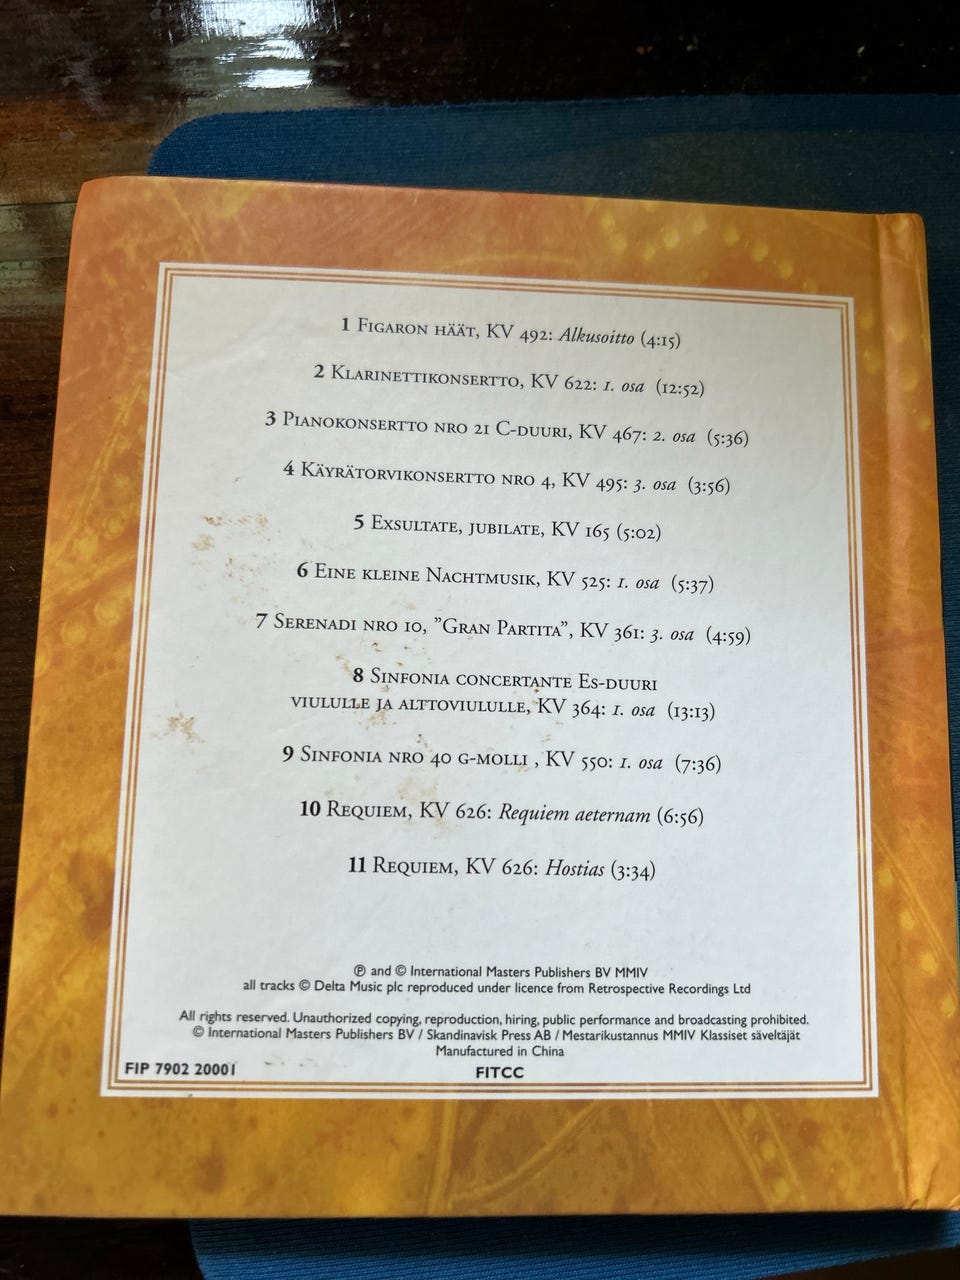 1 Figaron häät, KV 492: Alkusoitto (4:15)
2 Klarinettikonsertto, KV 622: 1. osa (12:52)
3 Pianokonsertto nro 21 C-duuri, KV 467: 2. osa (5:36)
4 Käyrätorvikonsertto nro 4, KV 495: 3. osa (3:56)
5 Exsultate, jubilate, KV 165 (5:02)
6 Eine kleine Nachtmusik, KV 525: 1. osa (5:37)
7 Serenadi nro 10, ”Gran Partita”, KV 361: 3. osa (4:59)
8 Sinfonia concertante Es-duuri
viululle ja alttoviululle, KV 364: 1. osa (13:13)
9 Sinfonia nro 40 g-molli , KV 550: 1. osa (7:36)
10 Requiem, KV 626: Requiem aeternam (6:56)
11 Requiem, KV 626: Hostias (3:34)
℗ and © International Masters Publishers BV MMIV
all tracks © Delta Music plc reproduced under licence from Retrospective Recordings Ltd
All rights reserved. Unauthorized copying, reproduction, hiring, public performance and broadcasting prohibited.
© International Masters Publishers BV / Skandinavisk Press AB / Mestarikustannus MMIV Klassiset säveltäjät
Manufactured in China
FIP 7902 20001
FITCC